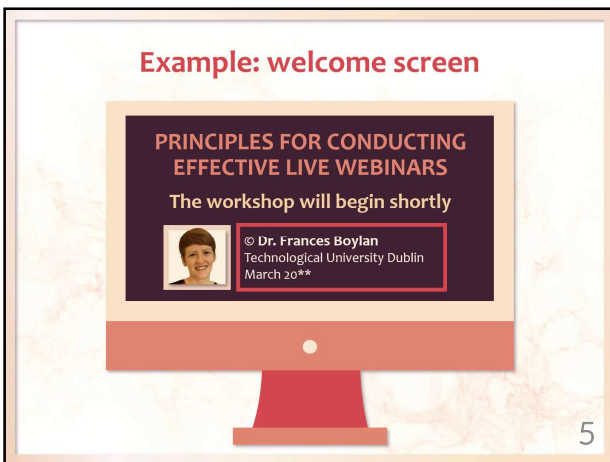 Example: welcome screen
PRINCIPLES FOR CONDUCTING
EFFECTIVE LIVE WEBINARS
The workshop will begin shortly
© Dr. Frances Boylan
Technological University Dublin
March 20**
5